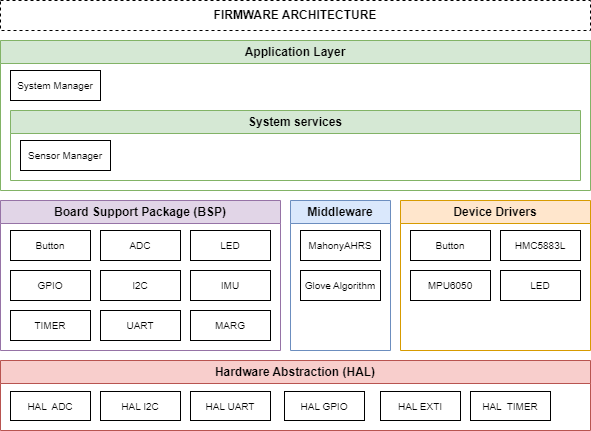 FIRMWARE ARCHITECTURE
Application Layer
System Manager
System services
Sensor Manager
Board Support Package (BSP)
Button
ADC
LED
GPIO
I2C
IMU
TIMER
UART
MARG
Middleware
MahonyAHRS
Glove Algorithm
Device Drivers
Button
HMC5883L
MPU6050
LED
Hardware Abstraction (HAL)
HAL ADC
HAL I2C
HAL UART
HAL GPIO
HAL EXTI
HAL TIMER